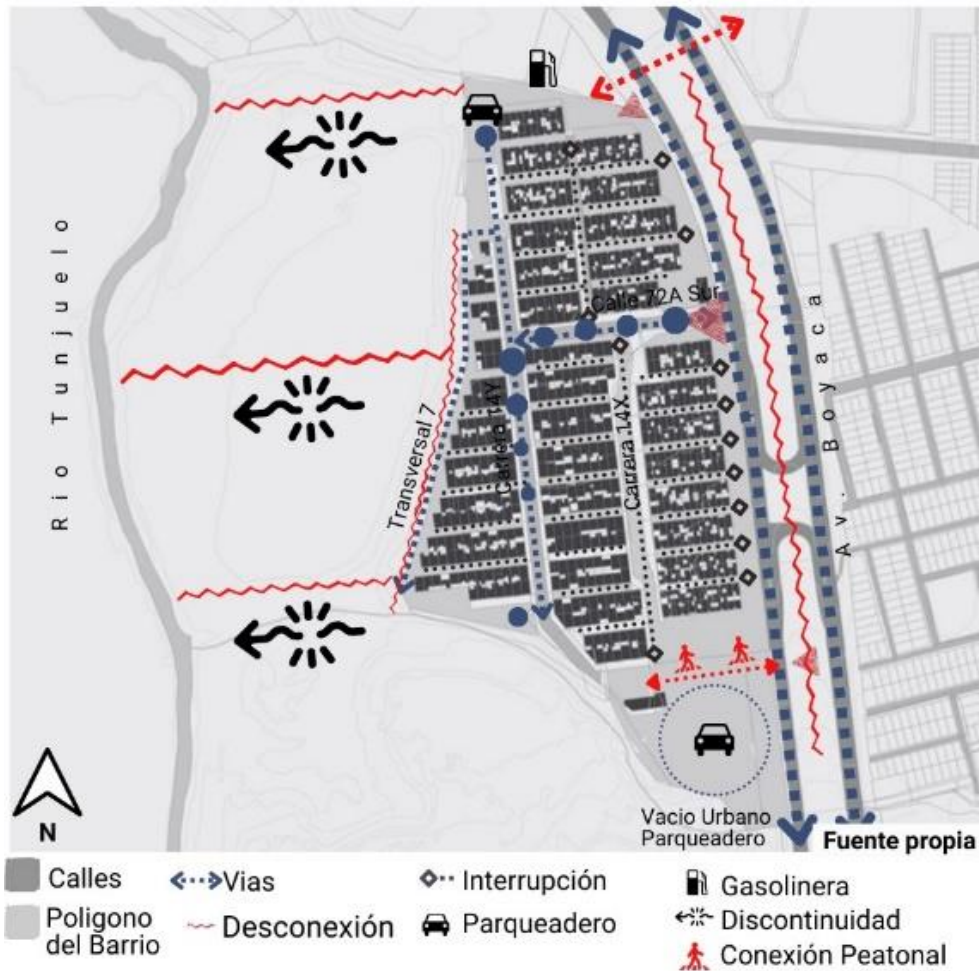 Rio Tunjuelo
Calle 72A Sur
Av. Boyaca
Transversal 7
Carrera 14Y
Carrera 14X
N
Vacio Urbano
Parqueadero
Fuente propia
Calles
Vias
Interrupción
Gasolinera
Poligono
del Barrio
Desconexión
Parqueadero
Discontinuidad
Conexión Peatonal